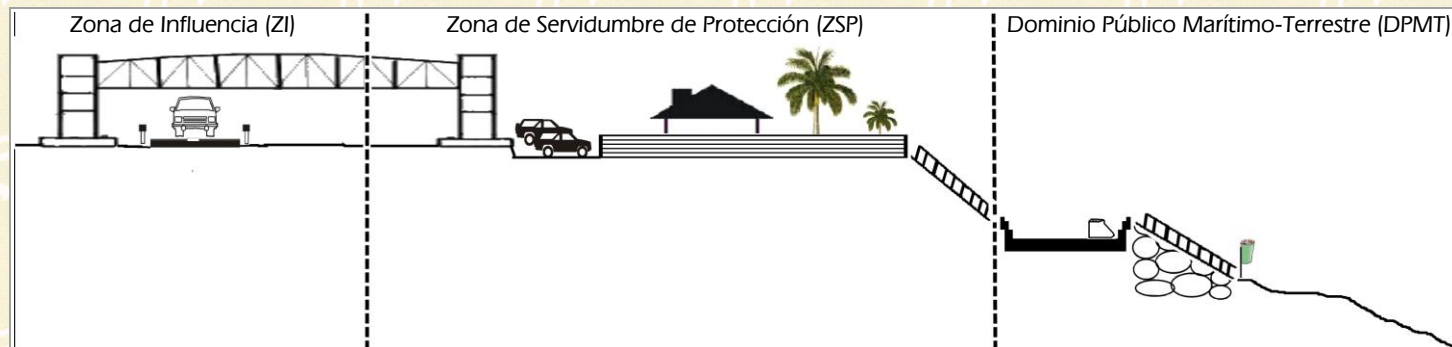 Zona de Influencia (ZI)
Zona de Servidumbre de Protección (ZSP)
Dominio Público Marítimo-Terrestre (DPMT)